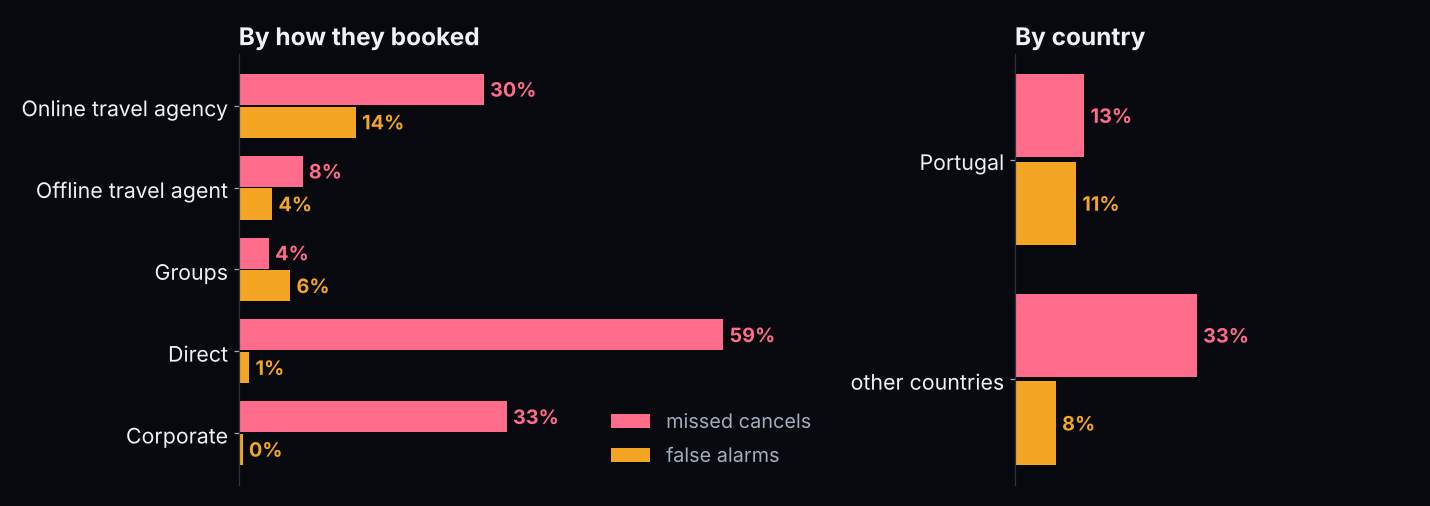 By how they booked
Online travel agency
30%
14%
Offline travel agent
8%
4%
Groups
4%
6%
Direct
59%
1%
Corporate
33%
0%
missed cancels
false alarms
By country
Portugal
13%
11%
other countries
33%
8%